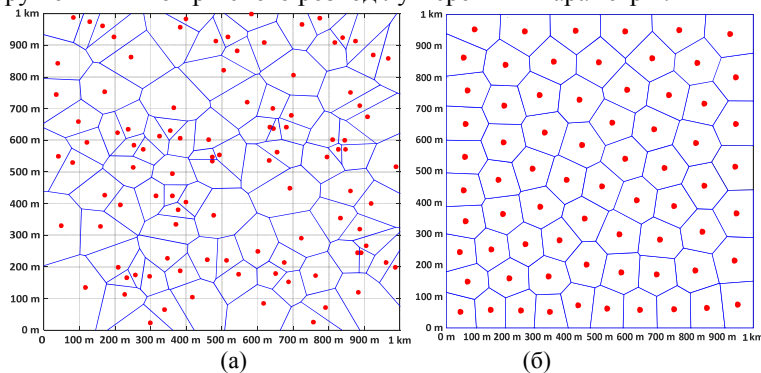 1 km 1 km
900 m 900 m
800 m 800 m
700 m 700 m
600 m 600 m
500 m 500 m
400 m 400 m
300 m 300 m
200 m 200 m
100 m 100 m
0 m 0 m
0 100 m 200 m 300 m 400 m 500 m 600 m 700 m 800 m 900 m 1 km 0 100 m 200 m 300 m 400 m 500 m 600 m 700 m 800 m 900 m 1 km
(а) (б)